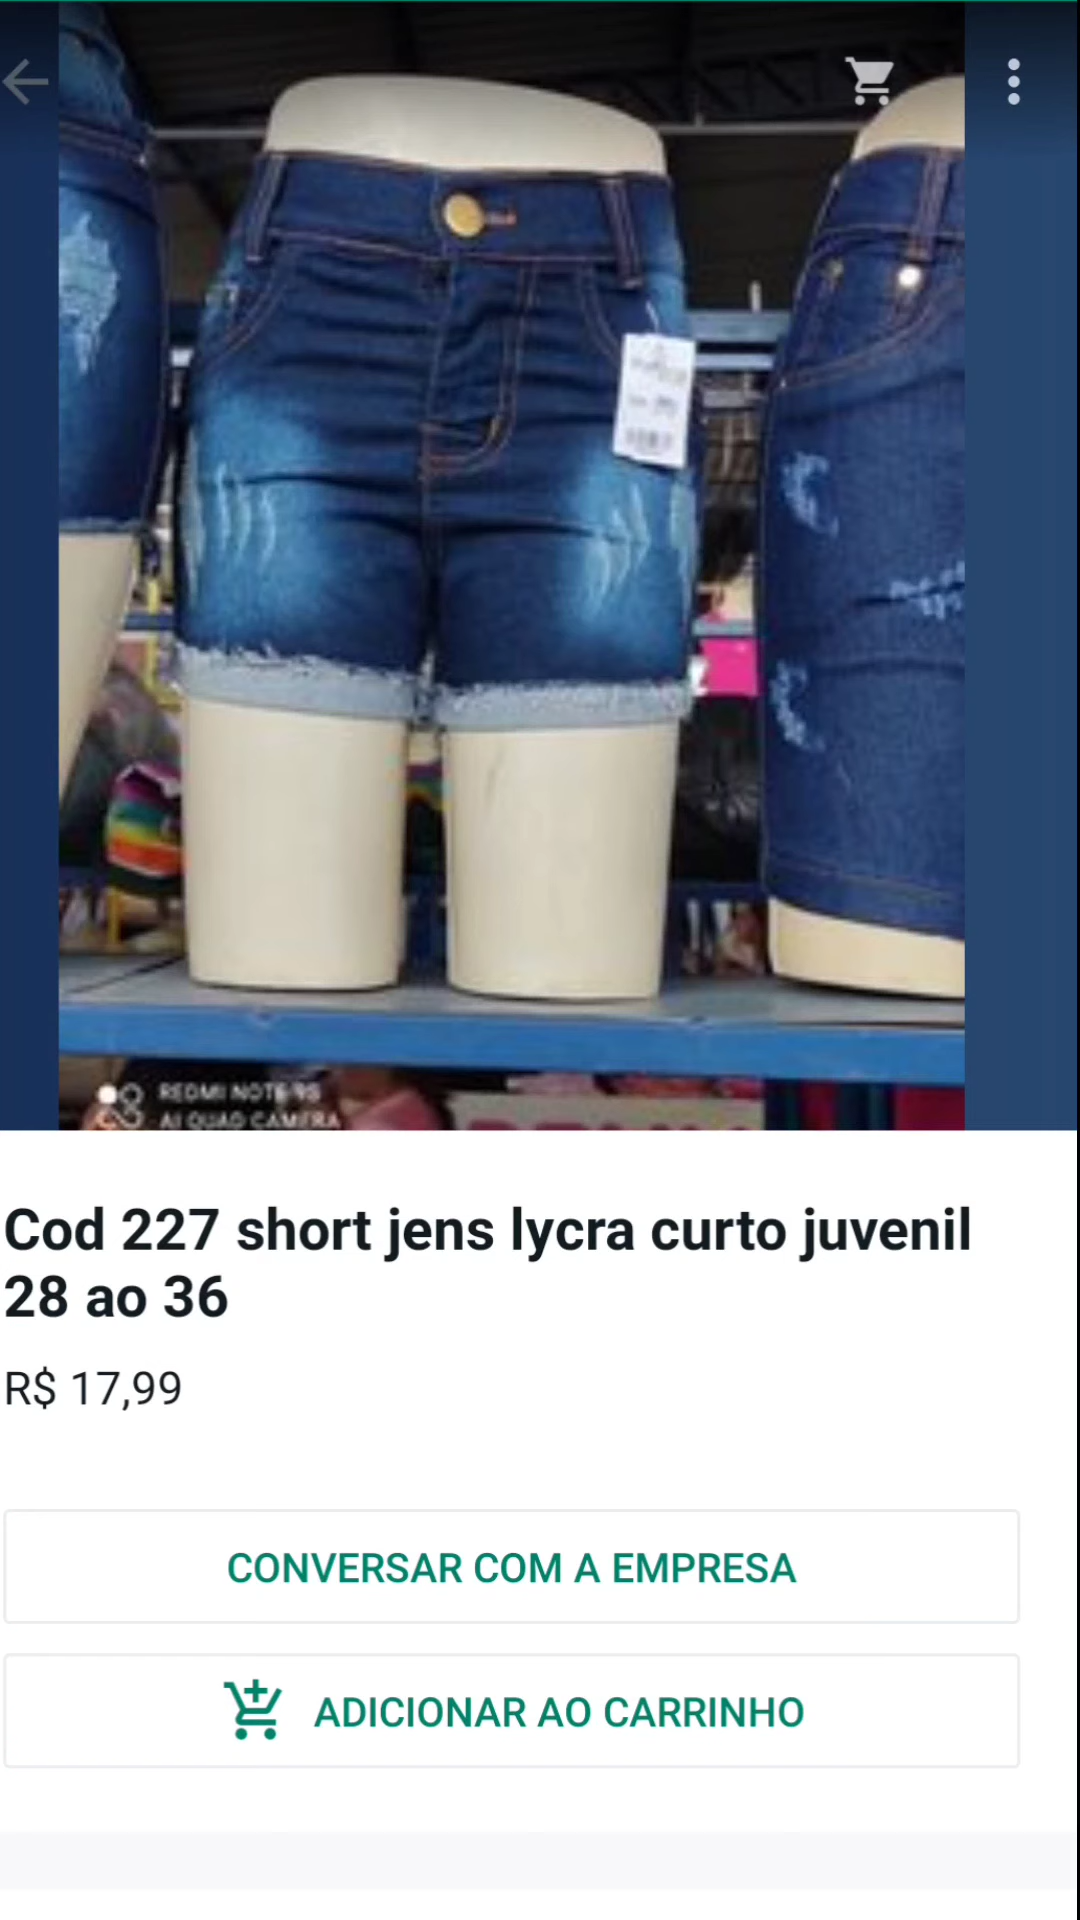 REDMI NOTE 9S
AI QUAD CAMERA
Cod 227 short jens lycra curto juvenil
28 ao 36
R$ 17,99
CONVERSAR COM A EMPRESA
ADICIONAR AO CARRINHO